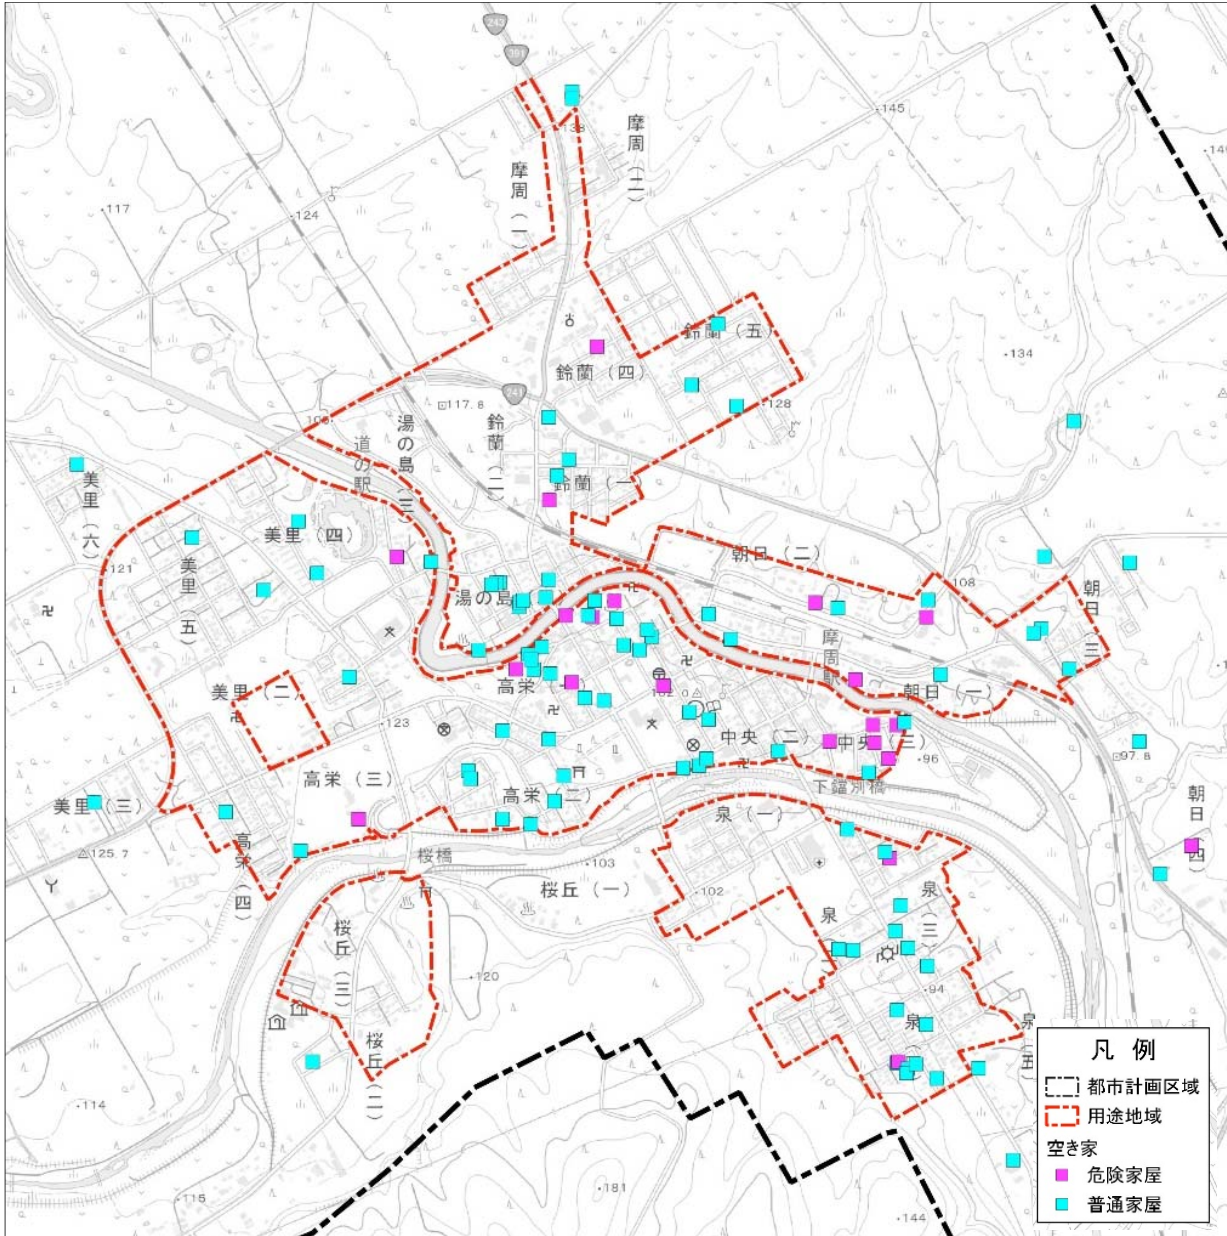 243
391
145
摩周（二）
138
摩周（一）
117
124
鈴蘭（五）
134
鈴蘭（四）
241
117.8
128
湯の島（三）
道の駅
鈴蘭（二）
美里（六）
鈴蘭（一）
美里（四）
121
美里（五）
朝日（二）
108
朝日（三）
湯の島
摩周駅
美里（二）
高栄（一）
朝日（一）
123
中央（二）
中央（三）
96
97.8
高栄（三）
高栄（二）
下鐺別橋
美里（三）
泉（一）
朝日（四）
125.7
高栄（四）
桜橋
103
桜丘（一）
102
泉（三）
桜丘（三）
120
94
110
桜丘（二）
114
115
181
144
凡例
都市計画区域
用途地域
空き家
危険家屋
普通家屋